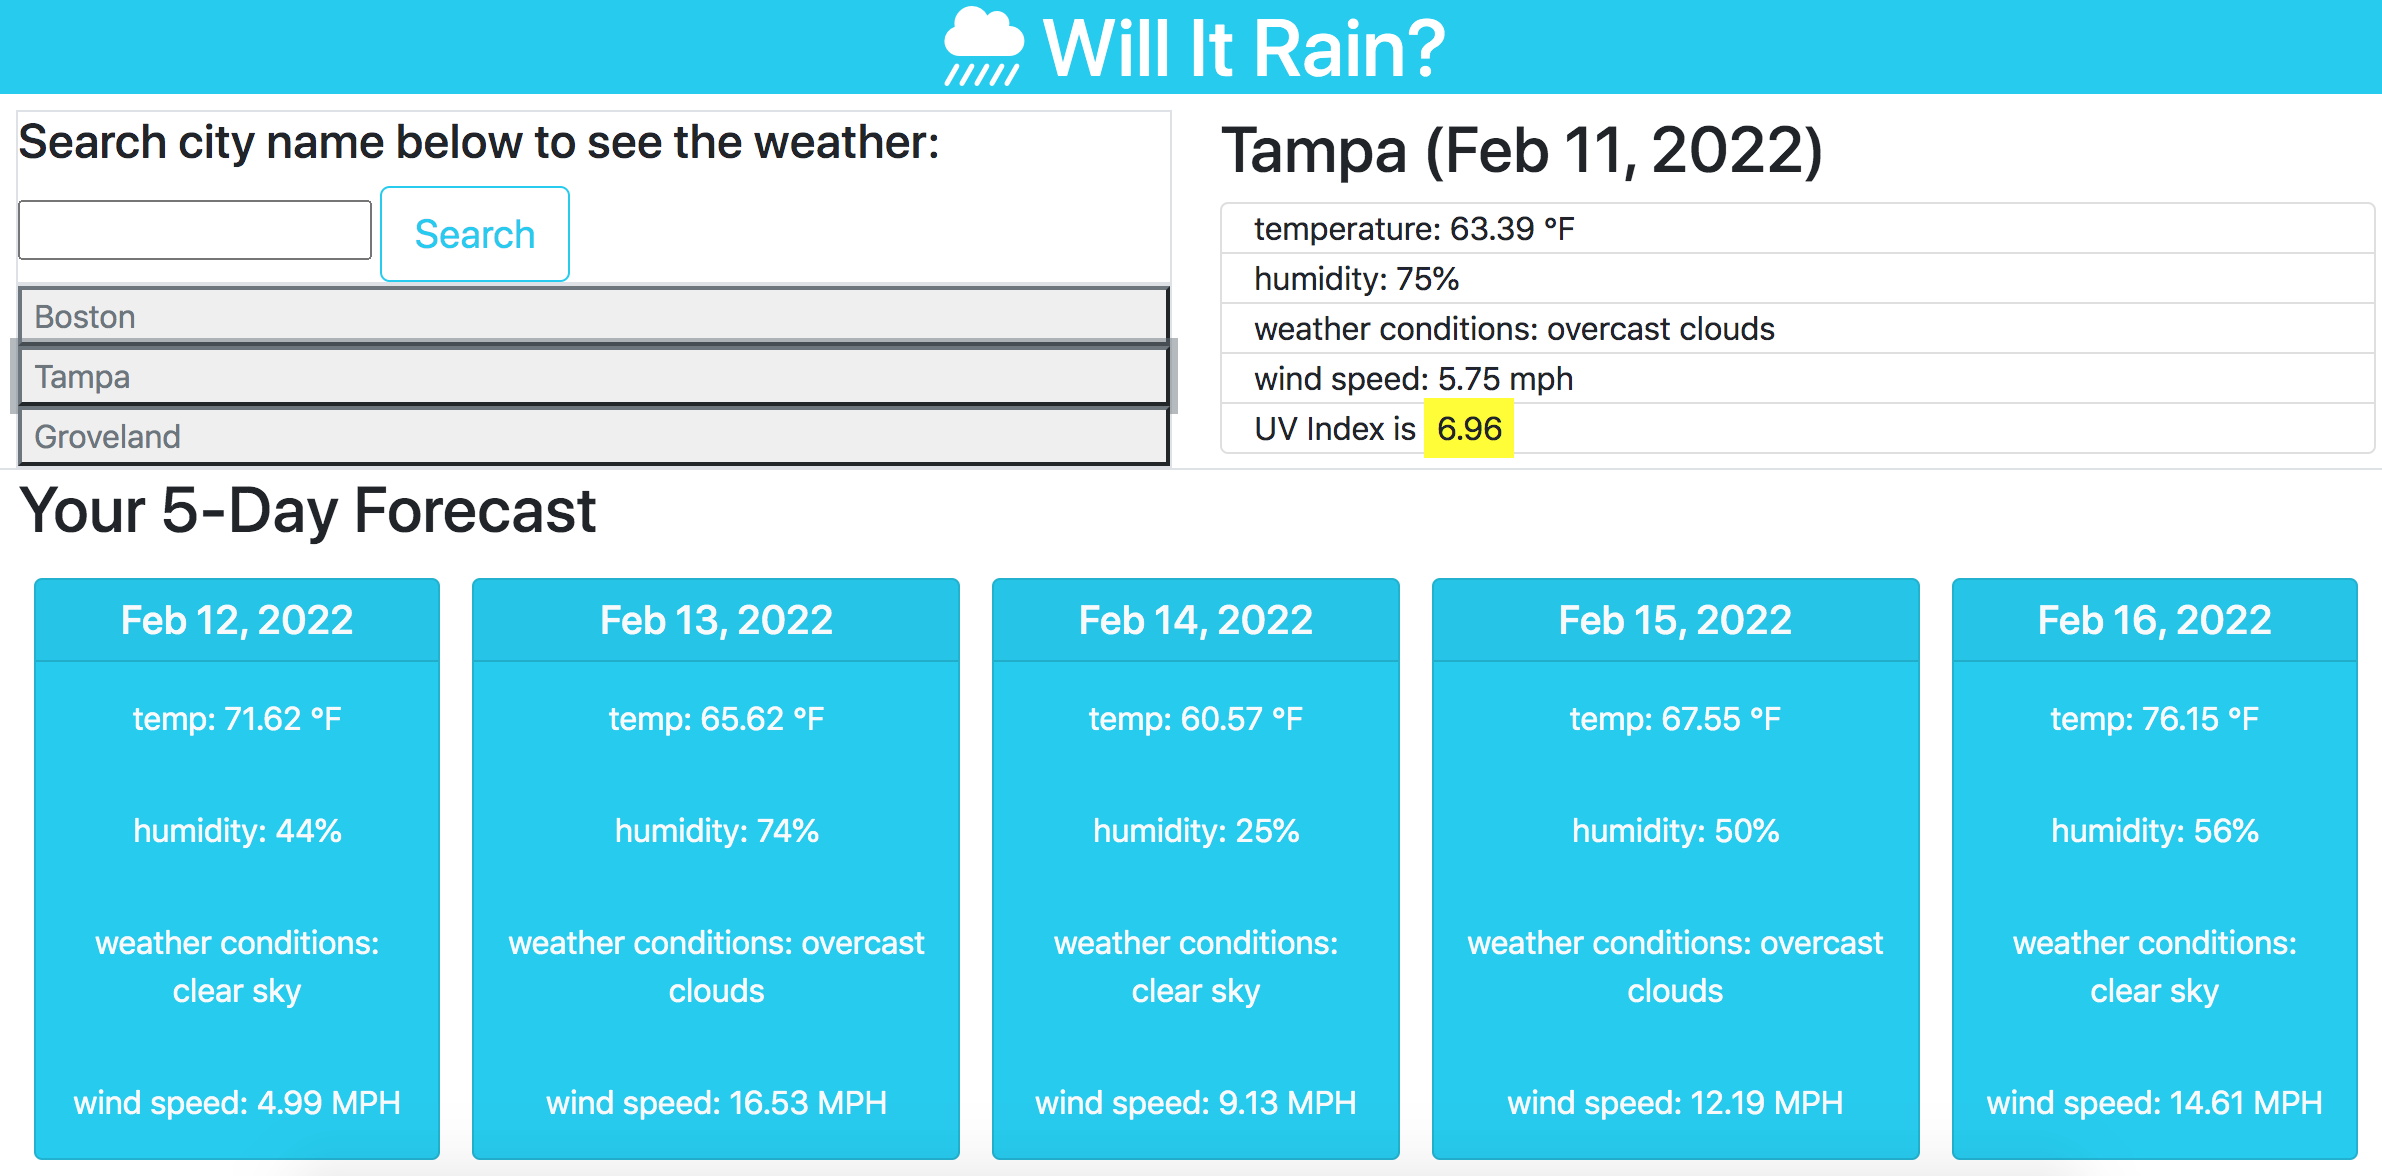 Will It Rain?
Search city name below to see the weather:
Search
Boston
Tampa
Groveland
Tampa (Feb 11, 2022)
temperature: 63.39 °F
humidity: 75%
weather conditions: overcast clouds
wind speed: 5.75 mph
UV Index is 6.96
Your 5-Day Forecast
Feb 12, 2022
temp: 71.62 °F
humidity: 44%
weather conditions:
clear sky
wind speed: 4.99 MPH
Feb 13, 2022
temp: 65.62 °F
humidity: 74%
weather conditions: overcast
clouds
wind speed: 16.53 MPH
Feb 14, 2022
temp: 60.57 °F
humidity: 25%
weather conditions:
clear sky
wind speed: 9.13 MPH
Feb 15, 2022
temp: 67.55 °F
humidity: 50%
weather conditions: overcast
clouds
wind speed: 12.19 MPH
Feb 16, 2022
temp: 76.15 °F
humidity: 56%
weather conditions:
clear sky
wind speed: 14.61 MPH